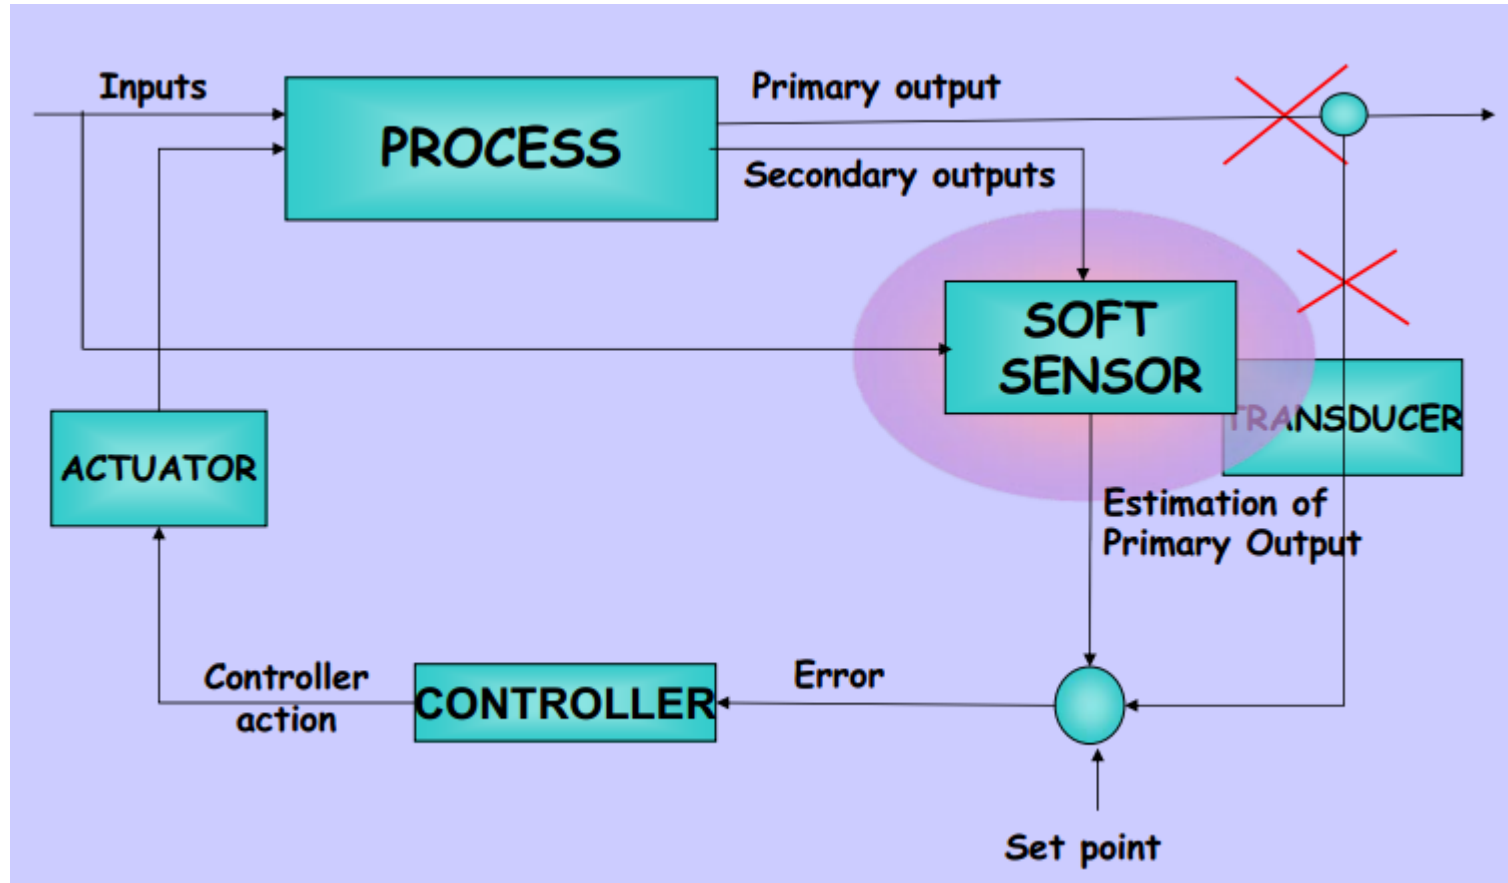 Inputs
Primary output
PROCESS
Secondary outputs
SOFT
SENSOR
TRANSDUCER
ACTUATOR
Estimation of
Primary Output
Controller
action
CONTROLLER
Error
Set point